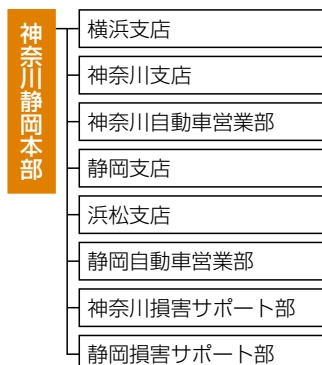 神奈川静岡本部
横浜支店
神奈川支店
神奈川自動車営業部
静岡支店
浜松支店
静岡自動車営業部
神奈川損害サポート部
静岡損害サポート部